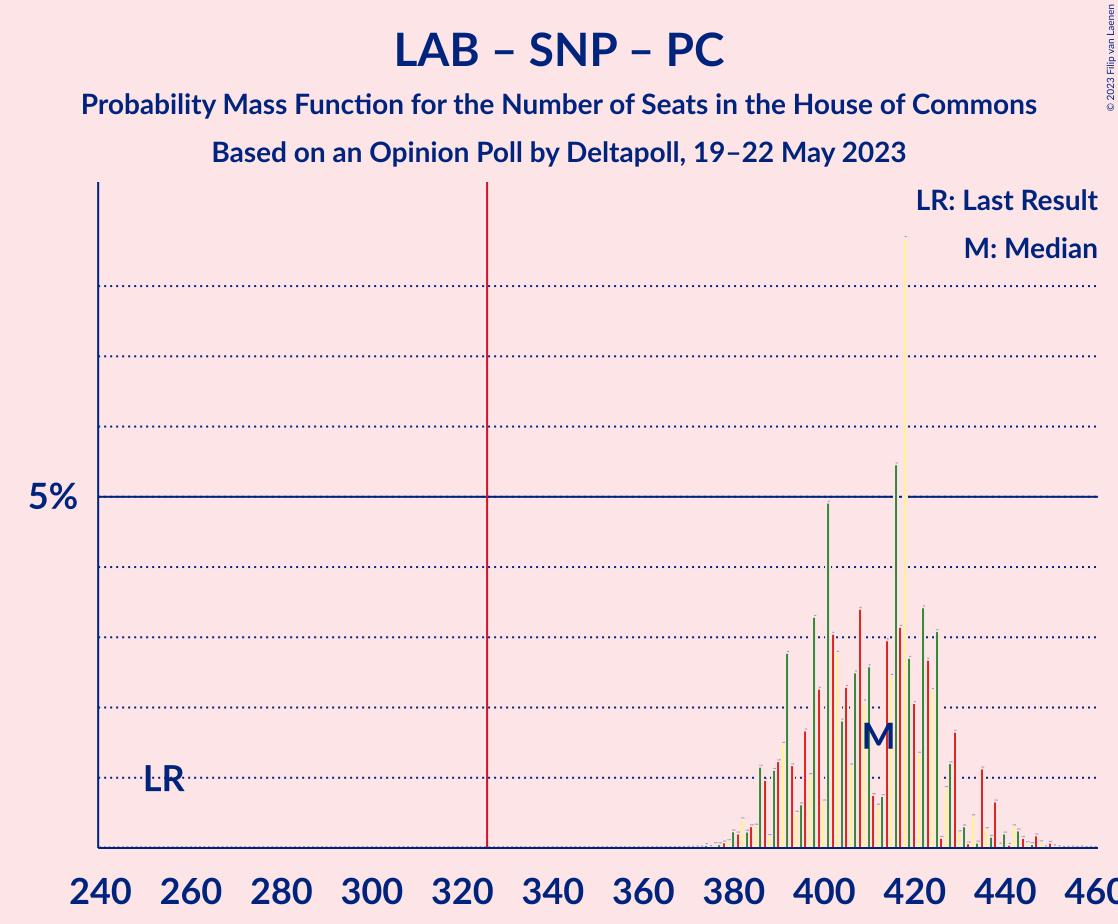 LAB – SNP – PC
Probability Mass Function for the Number of Seats in the House of Commons
Based on an Opinion Poll by Deltapoll, 19–22 May 2023
© 2023 Filip van Laenen
LR: Last Result
M: Median
5%
LR
M
240 260 280 300 320 340 360 380 400 420 440 460